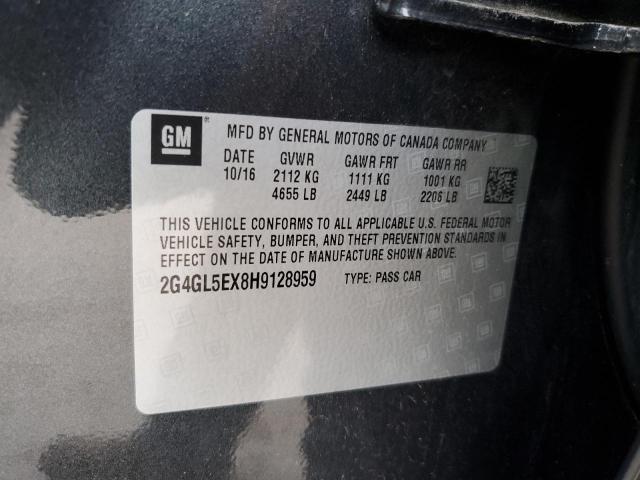 GM®
MFD BY GENERAL MOTORS OF CANADA COMPANY
DATE GVWR GAWR FRT GAWR RR
10/16 2112 KG 1111 KG 1001 KG
4655 LB 2449 LB 2206 LB
THIS VEHICLE CONFORMS TO ALL APPLICABLE U.S. FEDERAL MOTOR
VEHICLE SAFETY, BUMPER, AND THEFT PREVENTION STANDARDS IN
EFFECT ON THE DATE OF MANUFACTURE SHOWN ABOVE.
2G4GL5EX8H9128959 TYPE: PASS CAR